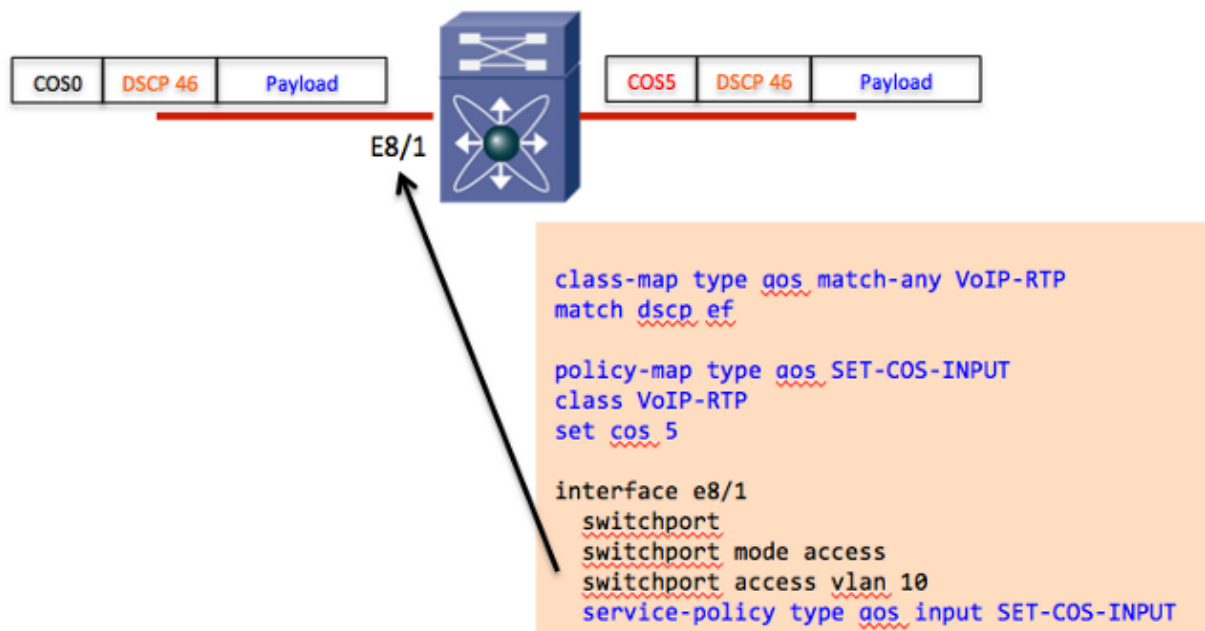 COS0 DSCP 46 Payload
COS5 DSCP 46 Payload
E8/1
class-map type qos match-any VoIP-RTP
match dscp ef
policy-map type qos SET-COS-INPUT
class VoIP-RTP
set cos 5
interface e8/1
switchport
switchport mode access
switchport access vlan 10
service-policy type qos input SET-COS-INPUT